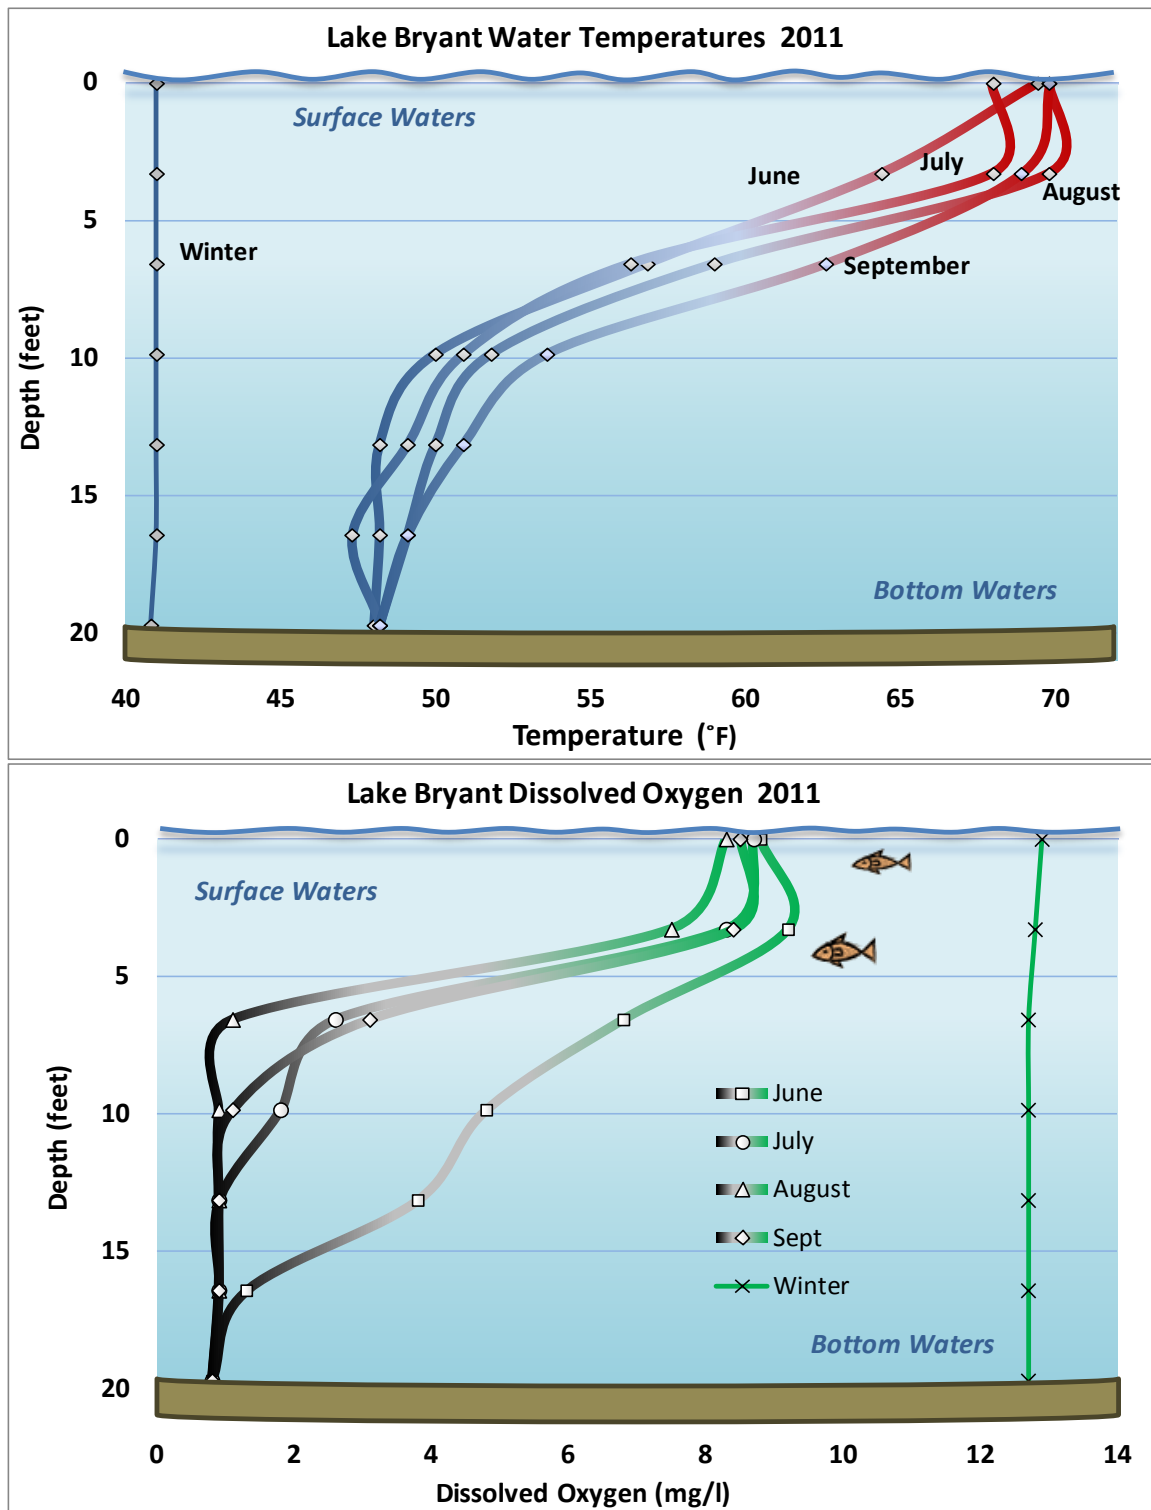 Lake Bryant Water Temperatures 2011
0
Surface Waters
June
July
August
5
Winter
September
Depth (feet)
10
15
Bottom Waters
20
40 45 50 55 60 65 70
Temperature (°F)
Lake Bryant Dissolved Oxygen 2011
0
Surface Waters
5
Depth (feet)
10
June
July
August
Sept
Winter
15
Bottom Waters
20
0 2 4 6 8 10 12 14
Dissolved Oxygen (mg/l)